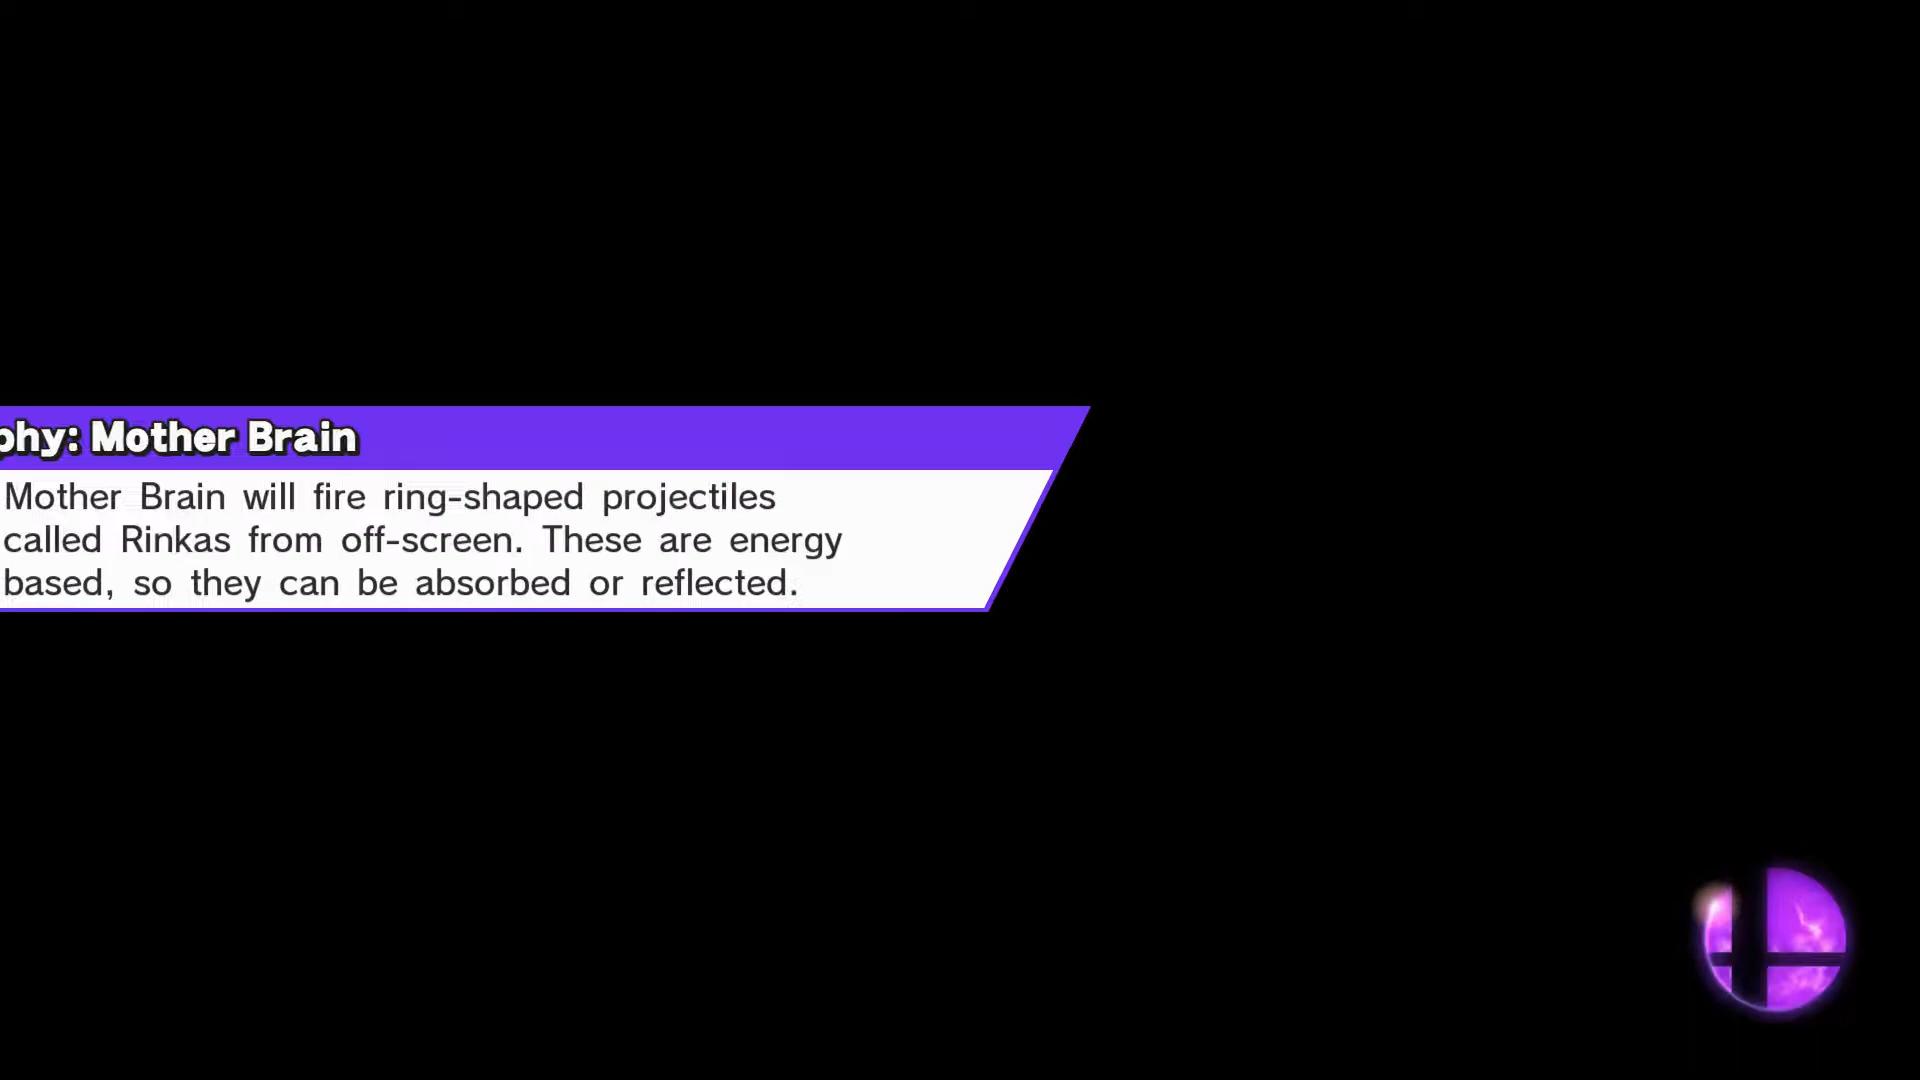 phy: Mother Brain
Mother Brain will fire ring-shaped projectiles
called Rinkas from off-screen. These are energy
based, so they can be absorbed or reflected.